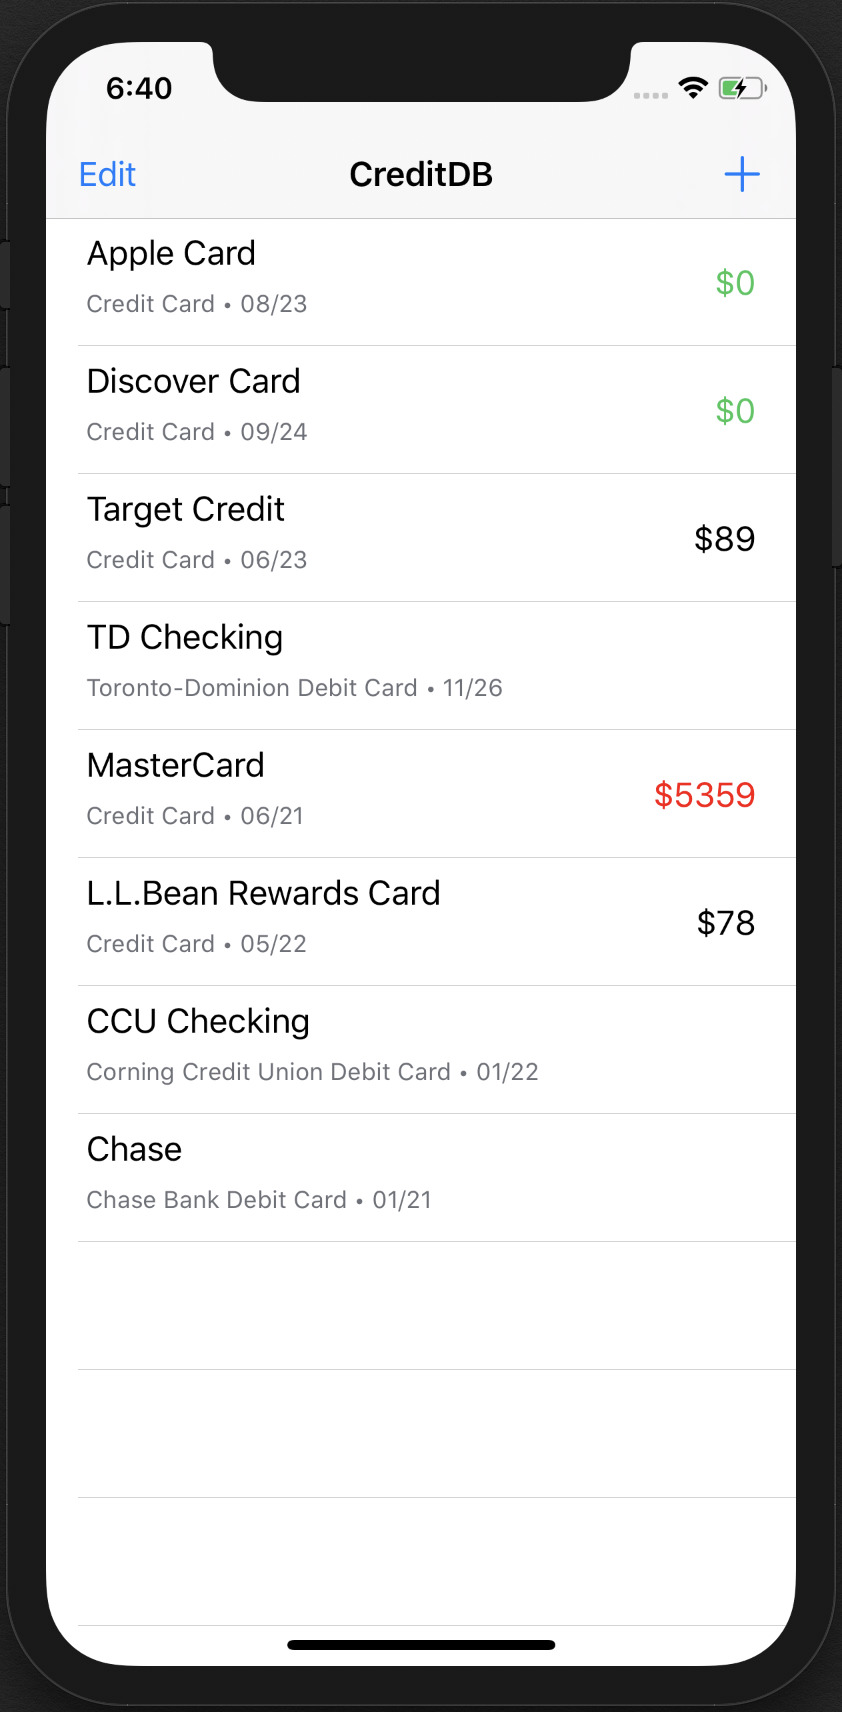 6:40
Edit CreditDB +
Apple Card
$0
Credit Card • 08/23
Discover Card
$0
Credit Card • 09/24
Target Credit
$89
Credit Card • 06/23
TD Checking
Toronto-Dominion Debit Card • 11/26
MasterCard
$5359
Credit Card • 06/21
L.L.Bean Rewards Card
$78
Credit Card • 05/22
CCU Checking
Corning Credit Union Debit Card • 01/22
Chase
Chase Bank Debit Card • 01/21